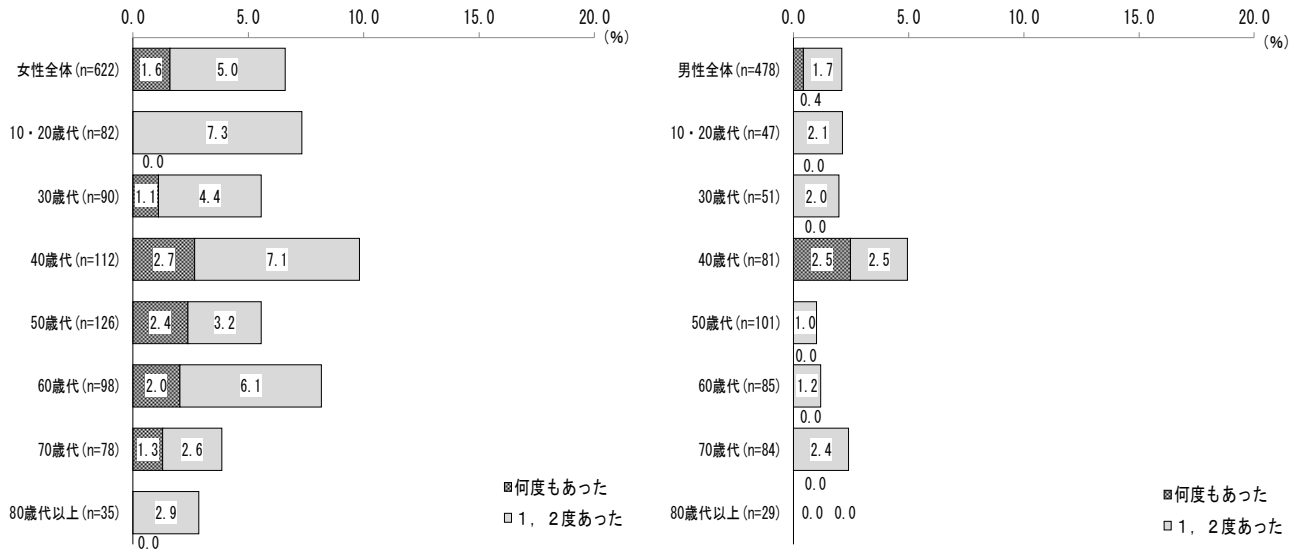 0.0 5.0 10.0 15.0 20.0
(%)
女性全体(n=622) 1.6 5.0
10・20歳代(n=82) 7.3
0.0
30歳代(n=90) 1.1 4.4
40歳代(n=112) 2.7 7.1
50歳代(n=126) 2.4 3.2
60歳代(n=98) 2.0 6.1
70歳代(n=78) 1.3 2.6
80歳代以上(n=35) 2.9
0.0
何度もあった
1，2度あった
0.0 5.0 10.0 15.0 20.0
(%)
男性全体(n=478) 1.7
0.4
10・20歳代(n=47) 2.1
0.0
30歳代(n=51) 2.0
0.0
40歳代(n=81) 2.5 2.5
50歳代(n=101) 1.0
0.0
60歳代(n=85) 1.2
0.0
70歳代(n=84) 2.4
0.0
80歳代以上(n=29) 0.0 0.0
何度もあった
1，2度あった